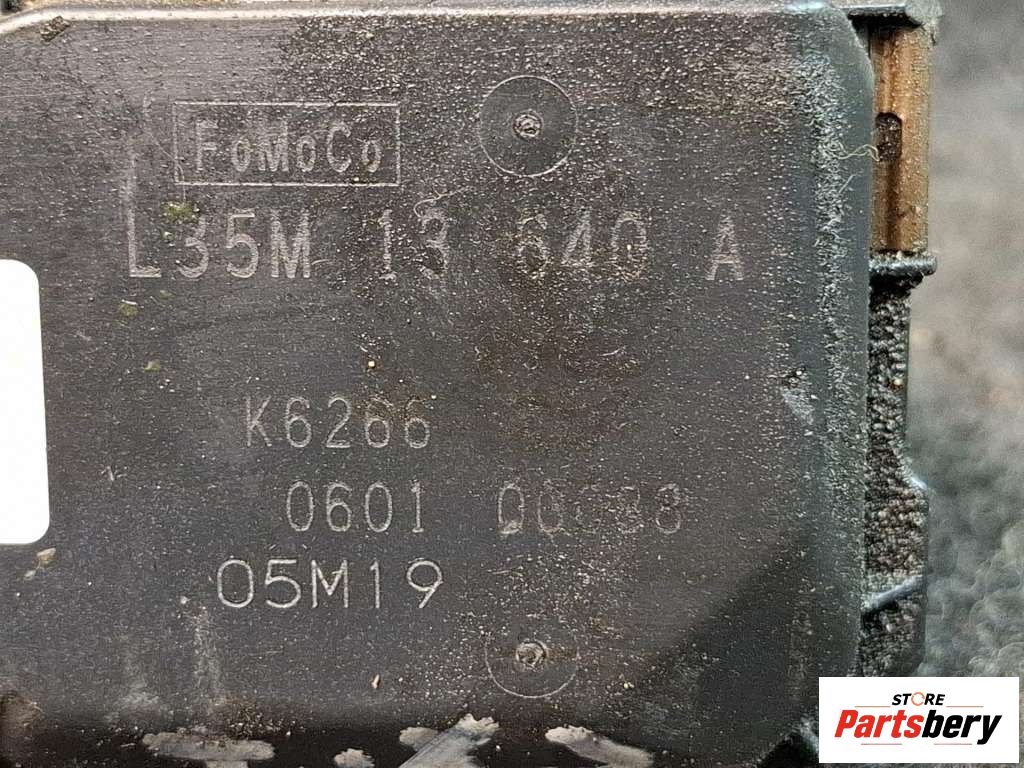 FoMoCo
L35M 13 640 A
K6266
0601
05M19
STORE
Partsbery